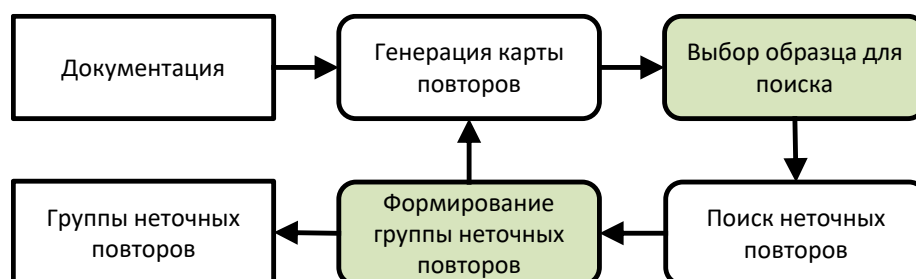 Документация
Генерация карты
повторов
Выбор образца для
поиска
Группы неточных
повторов
Формирование
группы неточных
повторов
Поиск неточных
повторов